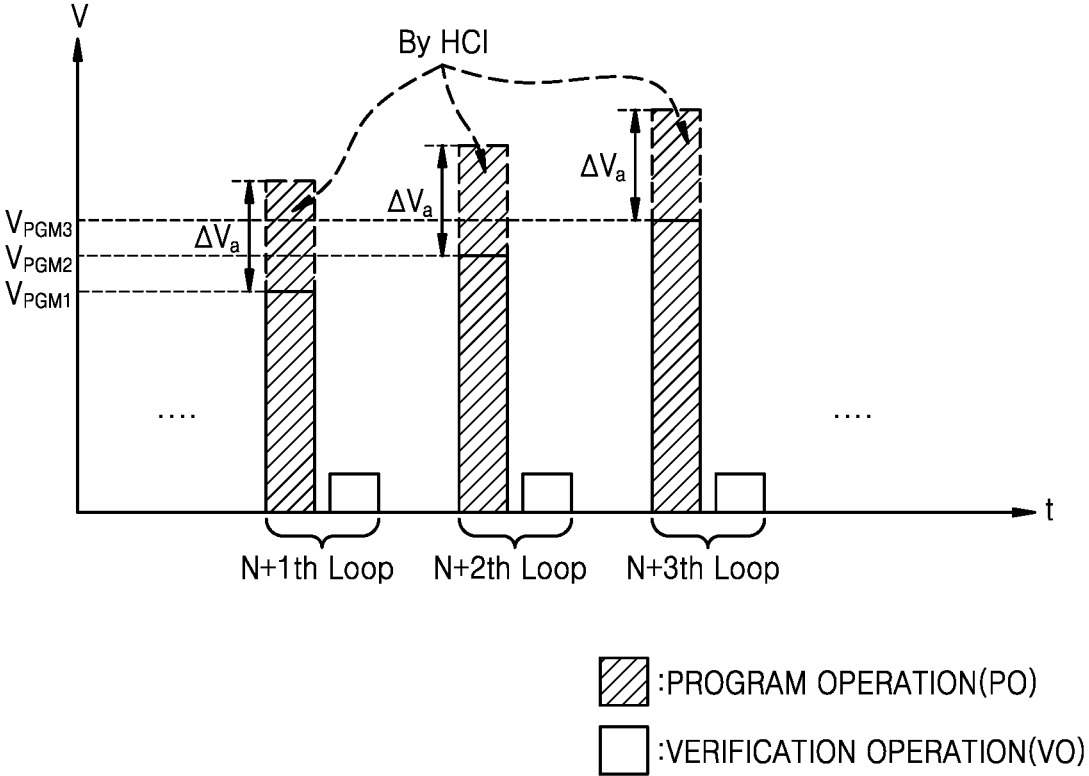 V
By HCI
ΔVa
ΔVa
ΔVa
VPGM3
VPGM2
VPGM1
....
....
t
N+1th Loop
N+2th Loop
N+3th Loop
:PROGRAM OPERATION(PO)
:VERIFICATION OPERATION(VO)